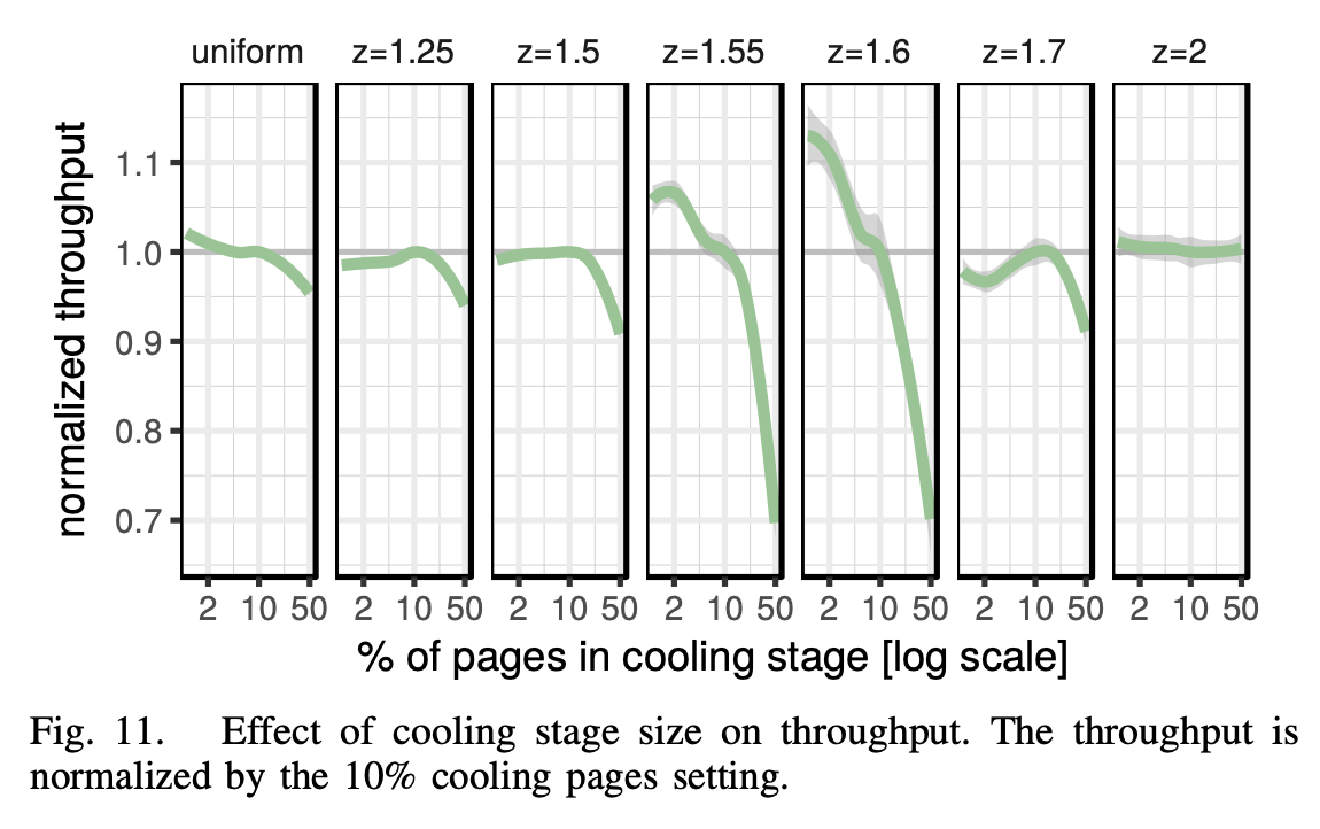 uniform z=1.25 z=1.5 z=1.55 z=1.6 z=1.7 z=2
normalized throughput
1.1
1.0
0.9
0.8
0.7
2 10 50 2 10 50 2 10 50 2 10 50 2 10 50 2 10 50 2 10 50
% of pages in cooling stage [log scale]
Fig. 11. Effect of cooling stage size on throughput. The throughput is
normalized by the 10% cooling pages setting.